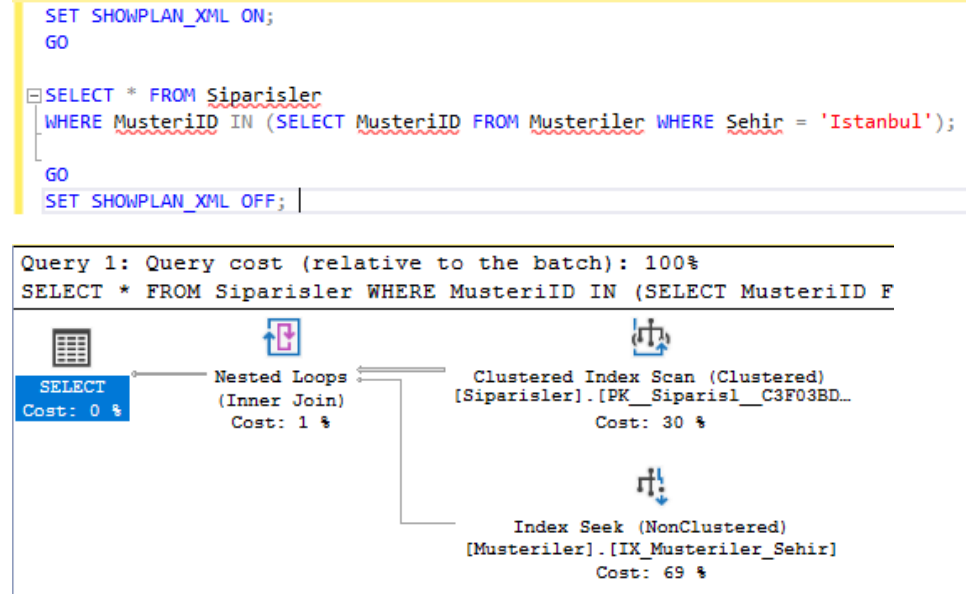 SET SHOWPLAN_XML ON;
GO
SELECT * FROM Siparisler
WHERE MusteriID IN (SELECT MusteriID FROM Musteriler WHERE Sehir = 'Istanbul');
GO
SET SHOWPLAN_XML OFF;
Query 1: Query cost (relative to the batch): 100%
SELECT * FROM Siparisler WHERE MusteriID IN (SELECT MusteriID F
SELECT
Cost: 0 %
Nested Loops
(Inner Join)
Cost: 1 %
Clustered Index Scan (Clustered)
[Siparisler].[PK__Siparisl__C3F03BD…
Cost: 30 %
Index Seek (NonClustered)
[Musteriler].[IX_Musteriler_Sehir]
Cost: 69 %